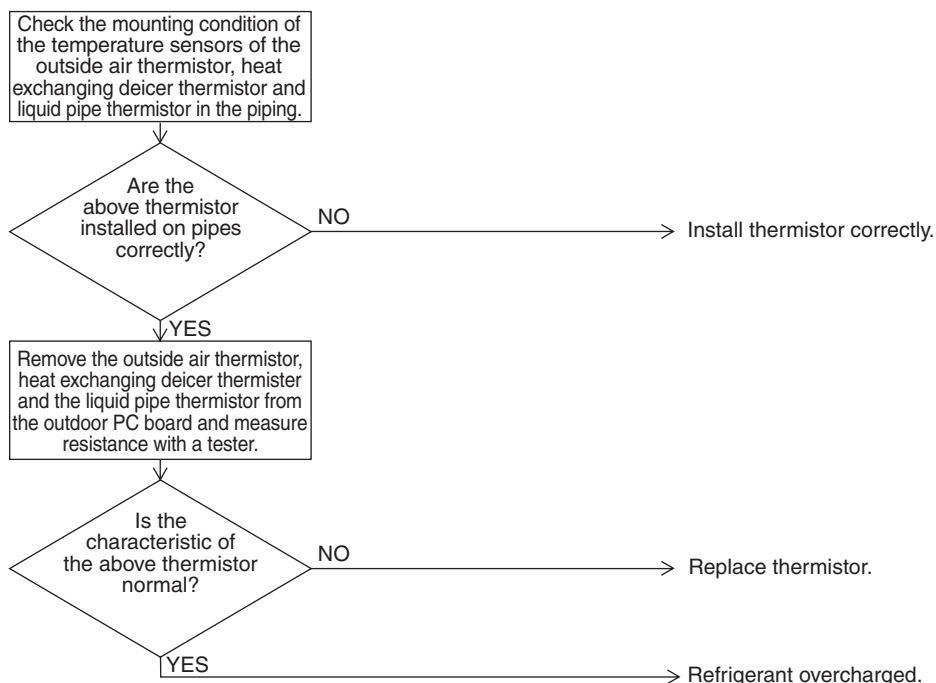 Check the mounting condition of
the temperature sensors of the
outside air thermistor, heat
exchanging deicer thermistor and
liquid pipe thermistor in the piping.
Are the
above thermistor
installed on pipes
correctly?
NO
Install thermistor correctly.
YES
Remove the outside air thermistor,
heat exchanging deicer thermister
and the liquid pipe thermistor from
the outdoor PC board and measure
resistance with a tester.
Is the
characteristic of
the above thermistor
normal?
NO
Replace thermistor.
YES
Refrigerant overcharged.